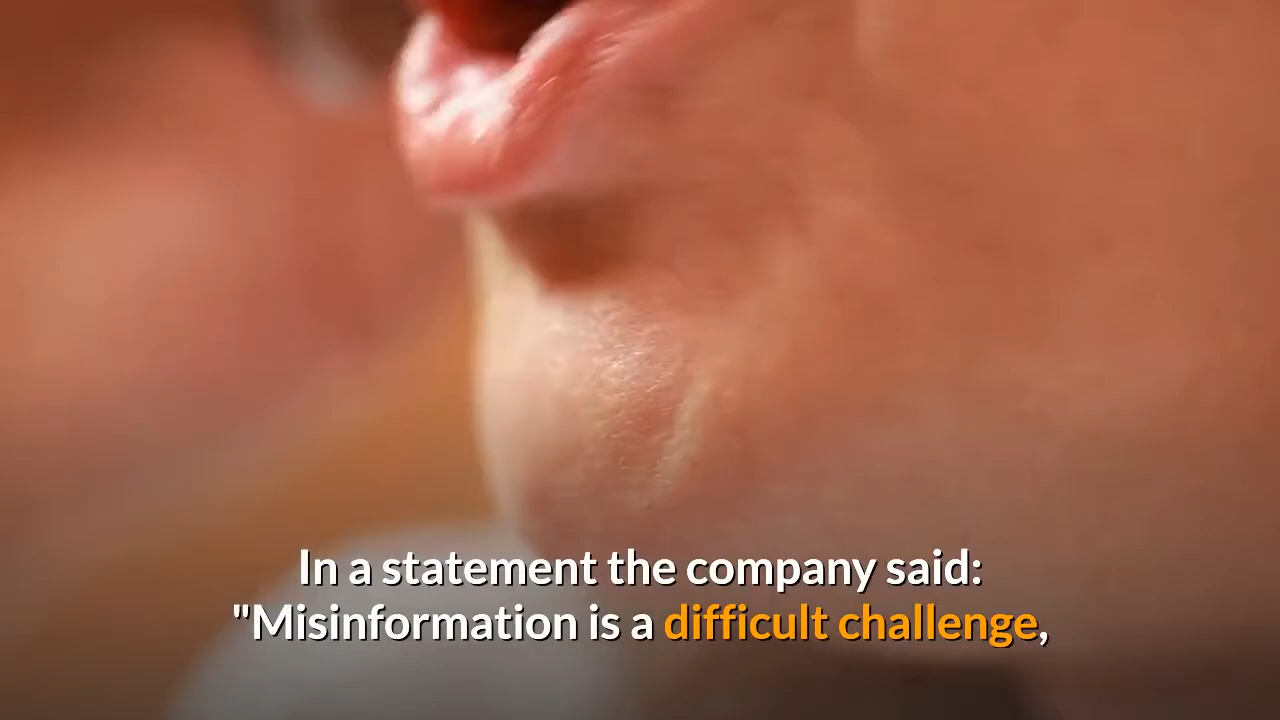 In a statement the company said:
"Misinformation is a difficult challenge,